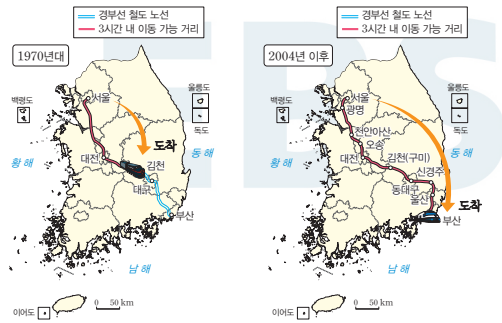 경부선 철도 노선
3시간 내 이동 가능 거리
1970년대
서울
울릉도
독도
백령도
도착
황 해
동 해
대전
김천
대구
부산
남 해
이어도
0 50 km
경부선 철도 노선
3시간 내 이동 가능 거리
2004년 이후
서울
광명
울릉도
독도
백령도
천안아산
오송
황 해
동 해
대전
김천(구미)
신경주
동대구
울산
도착
부산
남 해
이어도
0 50 km
EBS